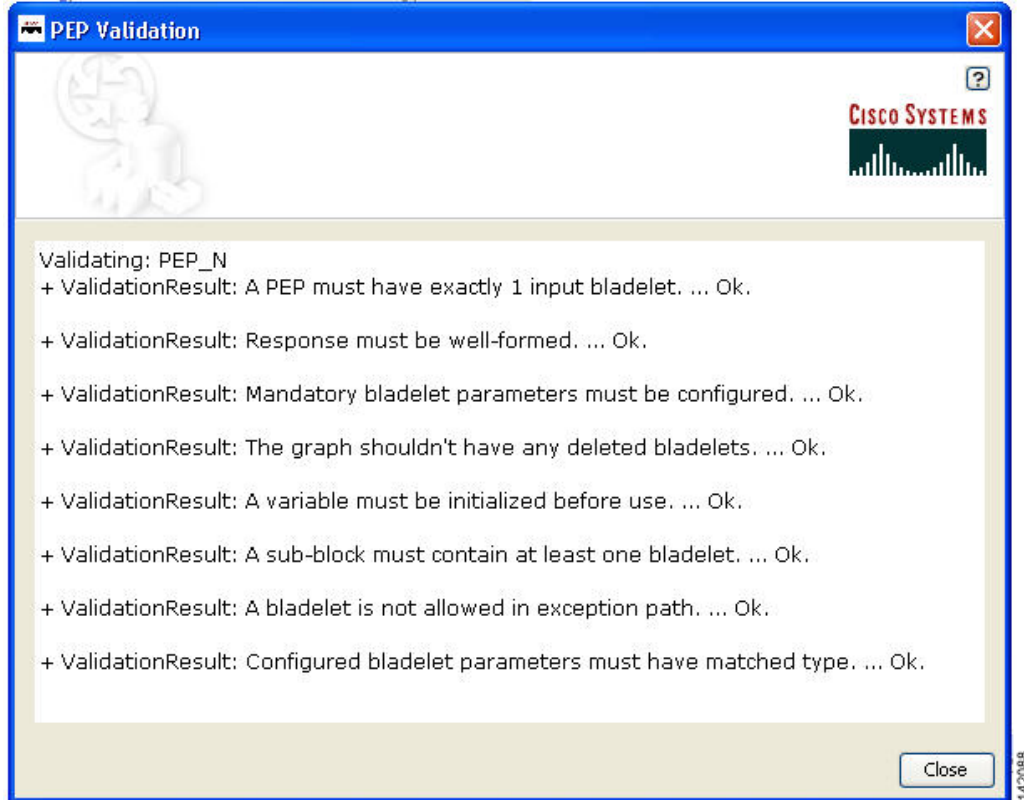 PEP Validation
?
CISCO SYSTEMS
Validating: PEP_N
+ ValidationResult: A PEP must have exactly 1 input bladelet. ... Ok.
+ ValidationResult: Response must be well-formed. ... Ok.
+ ValidationResult: Mandatory bladelet parameters must be configured. ... Ok.
+ ValidationResult: The graph shouldn't have any deleted bladelets. ... Ok.
+ ValidationResult: A variable must be initialized before use. ... Ok.
+ ValidationResult: A sub-block must contain at least one bladelet. ... Ok.
+ ValidationResult: A bladelet is not allowed in exception path. ... Ok.
+ ValidationResult: Configured bladelet parameters must have matched type. ... Ok.
Close
142088